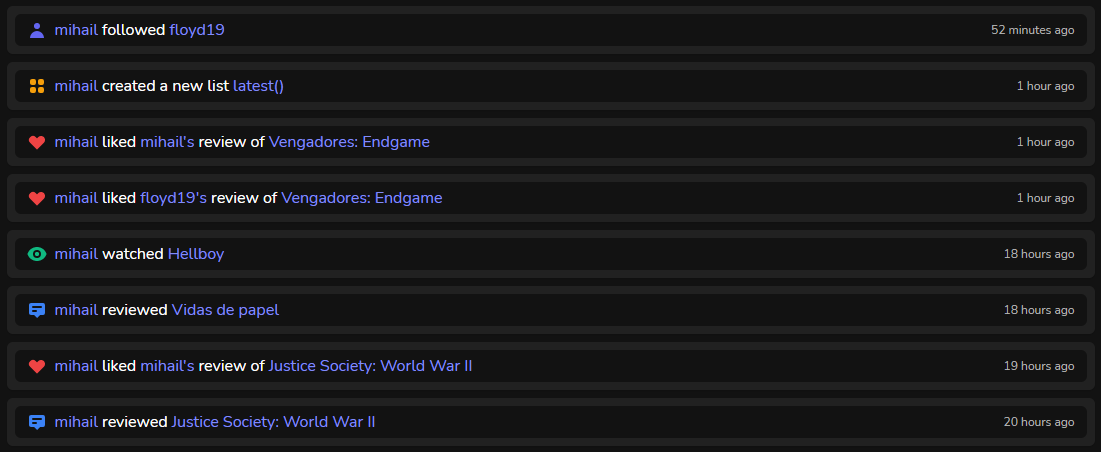 mihail followed floyd19 52 minutes ago
mihail created a new list latest() 1 hour ago
mihail liked mihail's review of Vengadores: Endgame 1 hour ago
mihail liked floyd19's review of Vengadores: Endgame 1 hour ago
mihail watched Hellboy 18 hours ago
mihail reviewed Vidas de papel 18 hours ago
mihail liked mihail's review of Justice Society: World War II 19 hours ago
mihail reviewed Justice Society: World War II 20 hours ago